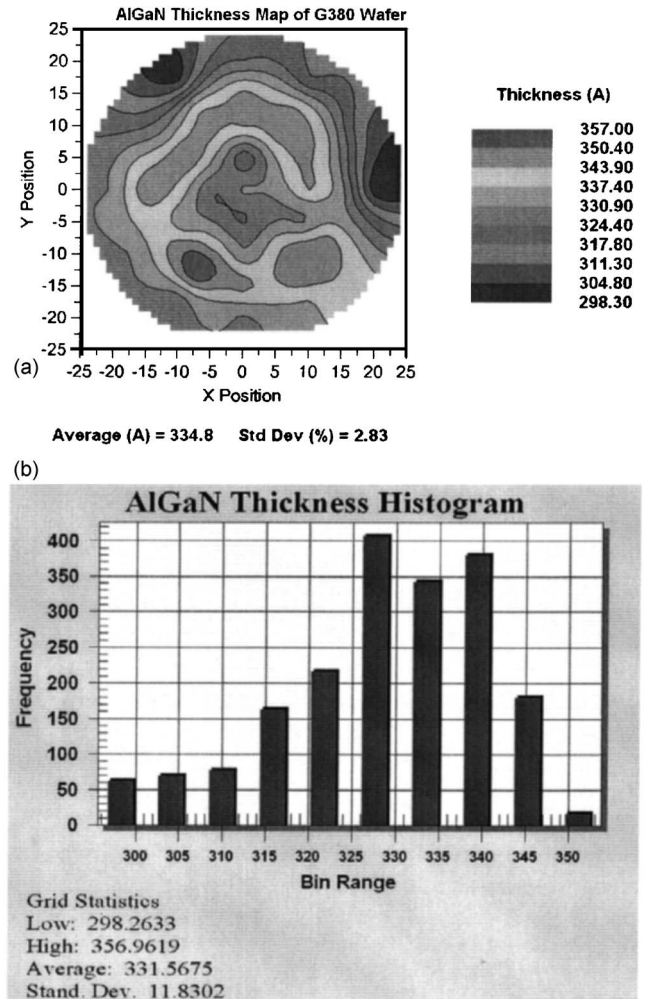 AlGaN Thickness Map of G380 Wafer
25
20
15
10
5
0
-5
-10
-15
-20
-25
Y Position
-25 -20 -15 -10 -5 0 5 10 15 20 25
X Position
(a)
Thickness (A)
357.00
350.40
343.90
337.40
330.90
324.40
317.80
311.30
304.80
298.30
Average (A) = 334.8 Std Dev (%) = 2.83
(b)
AlGaN Thickness Histogram
400
350
300
250
200
150
100
50
0
Frequency
300 305 310 315 320 325 330 335 340 345 350
Bin Range
Grid Statistics
Low: 298.2633
High: 356.9619
Average: 331.5675
Stand. Dev. 11.8302